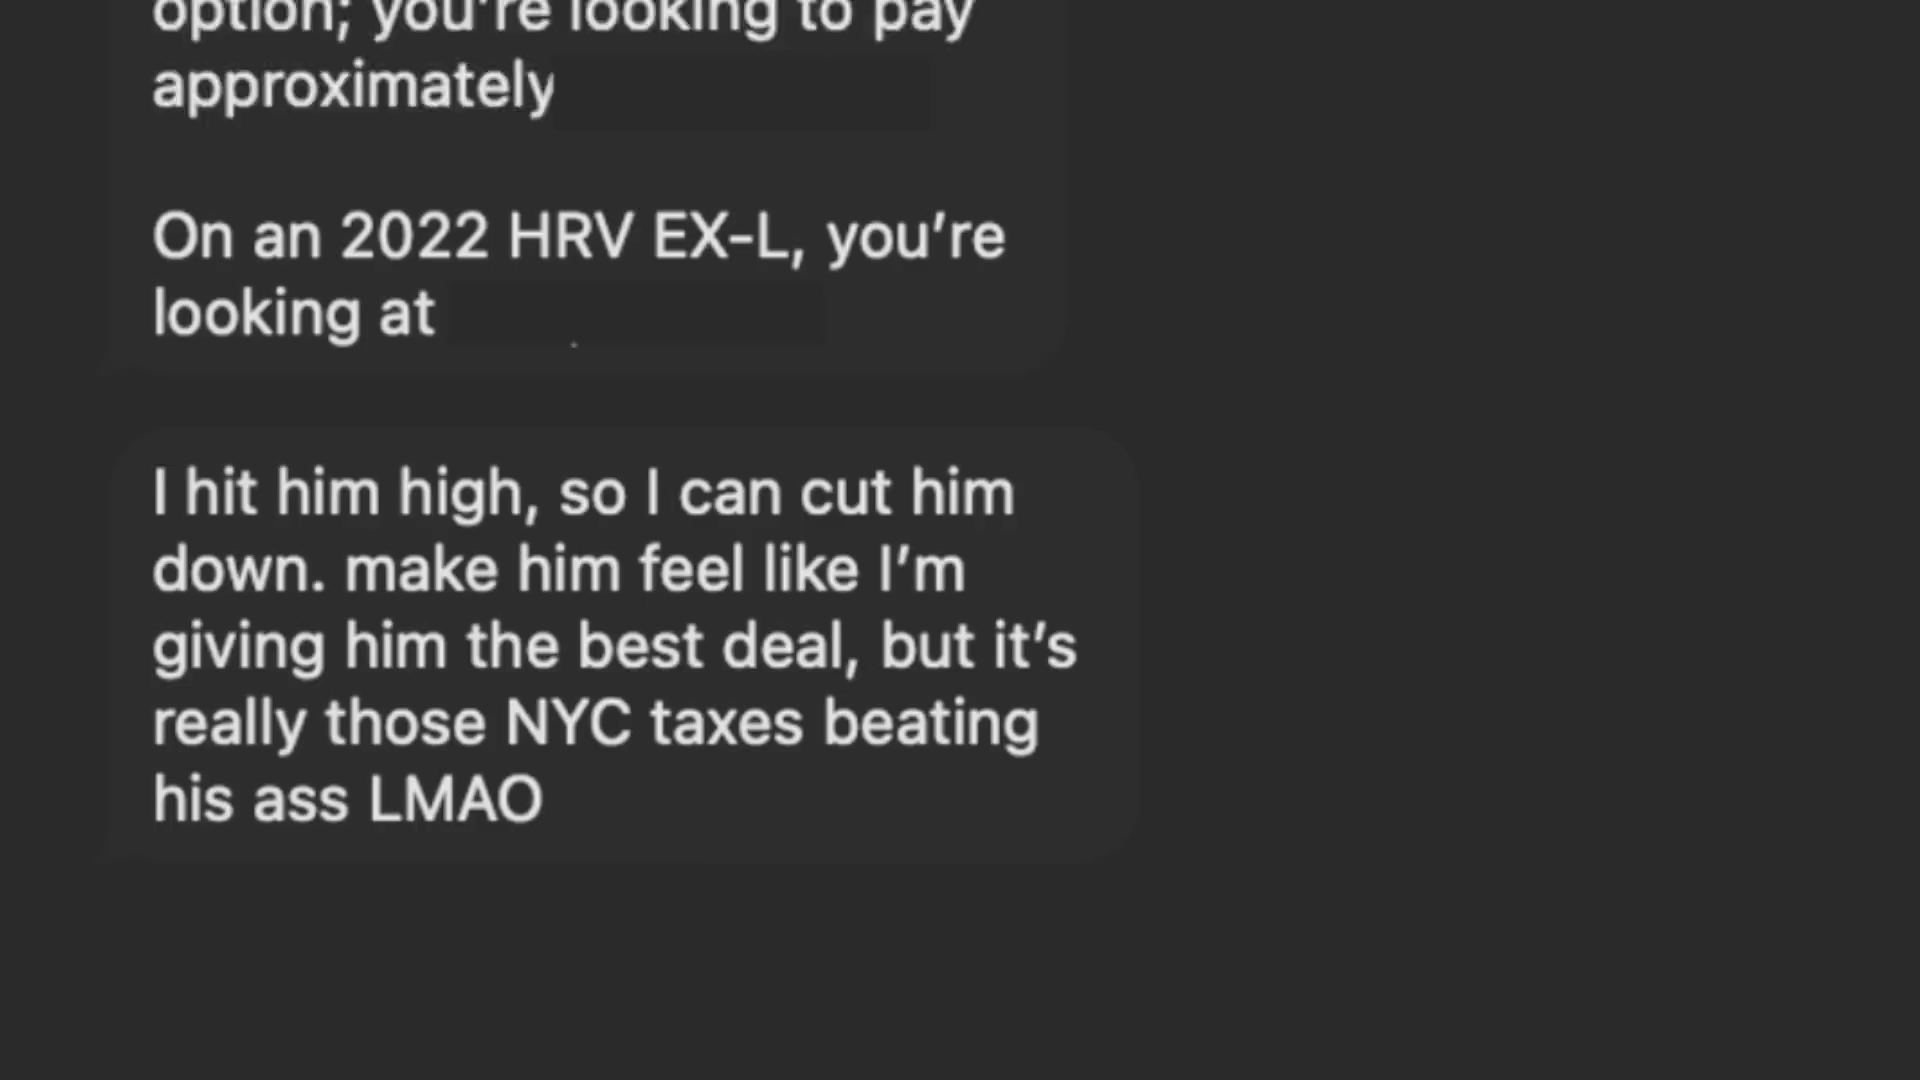 option; you're looking to pay
approximately
On an 2022 HRV EX-L, you're
looking at
I hit him high, so I can cut him
down. make him feel like I'm
giving him the best deal, but it's
really those NYC taxes beating
his ass LMAO